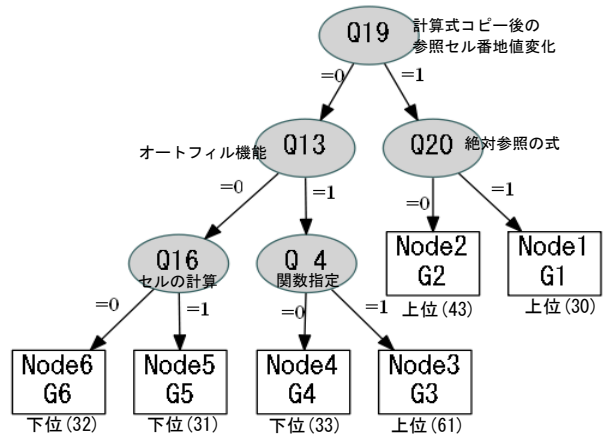 Q19
計算式コピー後の
参照セル番地値変化
=0
=1
オートフィル機能
Q13
Q20
絶対参照の式
=0
=1
=0
=1
Q16
セルの計算
Q 4
関数指定
Node2
G2
上位(43)
Node1
G1
上位(30)
=0
=1
=0
=1
Node6
G6
下位(32)
Node5
G5
下位(31)
Node4
G4
下位(33)
Node3
G3
上位(61)